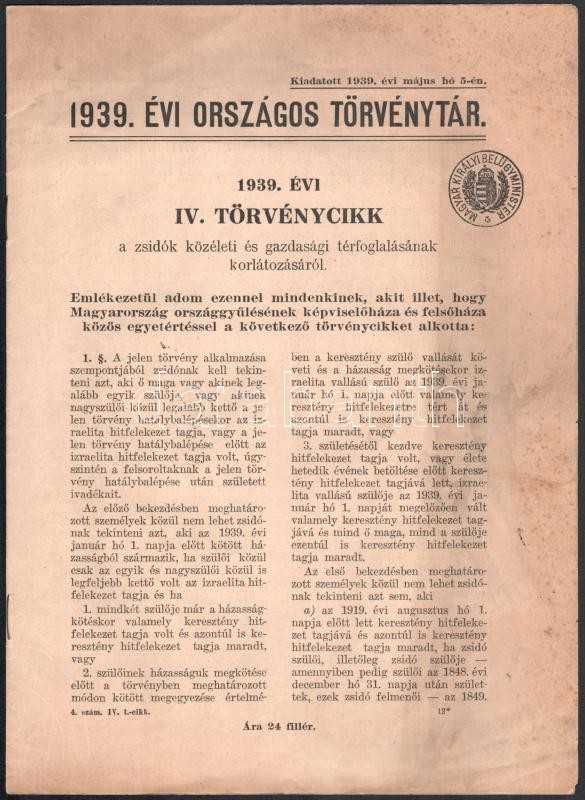 Kiadatott 1939. évi május hó 5-én.
1939. ÉVI ORSZÁGOS TÖRVÉNYTÁR.
MAGYAR KIRÁLYI BELÜGYMINISTER
1939. ÉVI
IV. TÖRVÉNYCIKK
a zsidók közéleti és gazdasági térfoglalásának
korlátozásáról.
Emlékezetül adom ezennel mindenkinek, akit illet, hogy
Magyarország országgyűlésének képviselőháza és felsőháza
közös egyetértéssel a következő törvénycikket alkotta:
1. §. A jelen törvény alkalmazása
szempontjából zsidónak kell tekin-
teni azt, aki ő maga vagy akinek leg-
alább egyik szülője, vagy akinek
nagyszülői közül legalább kettő a je-
len törvény hatálybalépésekor az iz-
raelita hitfelekezet tagja, vagy a je-
len törvény hatálybalépése előtt az
izraelita hitfelekezet tagja volt, úgy-
szintén a felsoroltaknak a jelen tör-
vény hatálybalépése után született
ivadékait.
Az előző bekezdésben meghatáro-
zott személyek közül nem lehet zsidó-
nak tekinteni azt, aki az 1939. évi
január hó 1. napja előtt kötött há-
zasságból származik, ha szülői közül
csak az egyik és nagyszülői közül is
legfeljebb kettő volt az izraelita hit-
felekezet tagja és ha
1. mindkét szülője már a házasság-
kötéskor valamely keresztény hit-
felekezet tagja volt és azontúl is ke-
resztény hitfelekezet tagja maradt,
vagy
2. szülőinek házasságuk megkötése
előtt a törvényben meghatározott
módon kötött megegyezése értelmé-
4. szám. IV. t.-cikk.
ben a keresztény szülő vallását kö-
veti és a házasság megkötésekor iz-
raelita vallású szülő az 1939. évi ja-
nuár hó 1. napja előtt valamely ke-
resztény hitfelekezetre tért át és
azontúl is keresztény hitfelekezet
tagja maradt, vagy
3. születésétől kezdve keresztény
hitfelekezet tagja volt, vagy élete
hetedik évének betöltése előtt keresz-
tény hitfelekezet tagjává lett, izrae-
lita vallású szülője az 1939. évi ja-
nuár hó 1. napját megelőzően vált
valamely keresztény hitfelekezet tag-
jává és mind ő maga, mind a szülője
ezentúl is keresztény hitfelekezet
tagja maradt.
Az első bekezdésben meghatáro-
zott személyek közül nem lehet zsidó-
nak tekinteni azt sem, aki
a) az 1919. évi augusztus hó 1.
napja előtt lett keresztény hitfeleke-
zet tagjává és azontúl is keresztény
hitfelekezet tagja maradt, ha zsidó
szülői, illetőleg zsidó szülője —
amennyiben pedig szülői az 1848. évi
december hó 31. napja után szület-
tek, ezek zsidó felmenői — az 1849.
12*
Ára 24 fillér.
darabanth